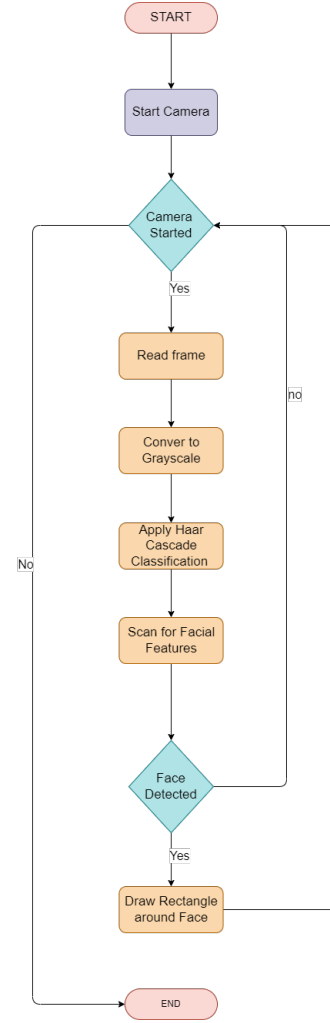 START
Start Camera
Camera
Started
Yes
Read frame
no
Conver to
Grayscale
Apply Haar
Cascade
Classification
No
Scan for Facial
Features
Face
Detected
Yes
Draw Rectangle
around Face
END